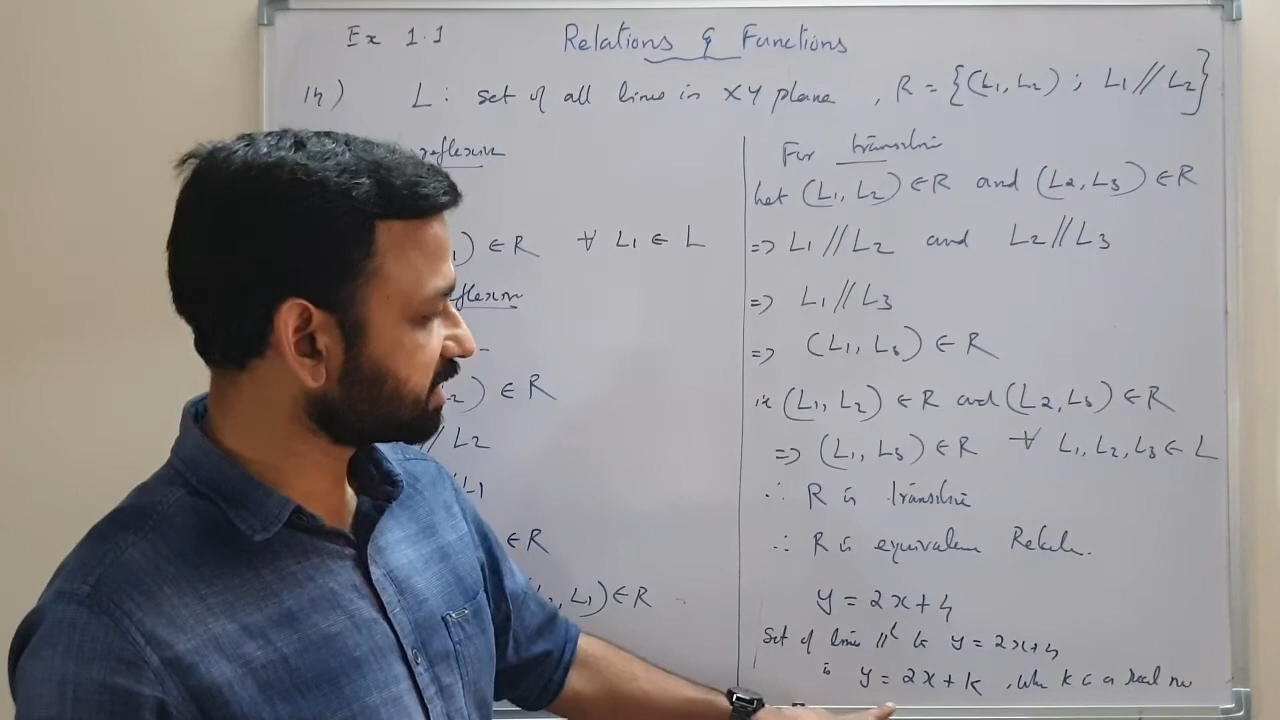 Ex 1.1
Relations & Functions
14) L: set of all lines in XY plane , R = {(L1, L2) ; L1 // L2}
reflexive
) ∈ R ∀ L1 ∈ L
) ∈ R
// L2
∈ R
, L1) ∈ R
For transitive
Let (L1, L2) ∈ R and (L2, L3) ∈ R
=> L1 // L2 and L2 // L3
=> L1 // L3
=> (L1, L3) ∈ R
ie (L1, L2) ∈ R and (L2, L3) ∈ R
=> (L1, L3) ∈ R ∀ L1, L2, L3 ∈ L
∴ R is transitive
∴ R is equivalence Relation.
y = 2x + 4
Set of lines //l to y = 2x+4
is y = 2x + k , where k is a real no